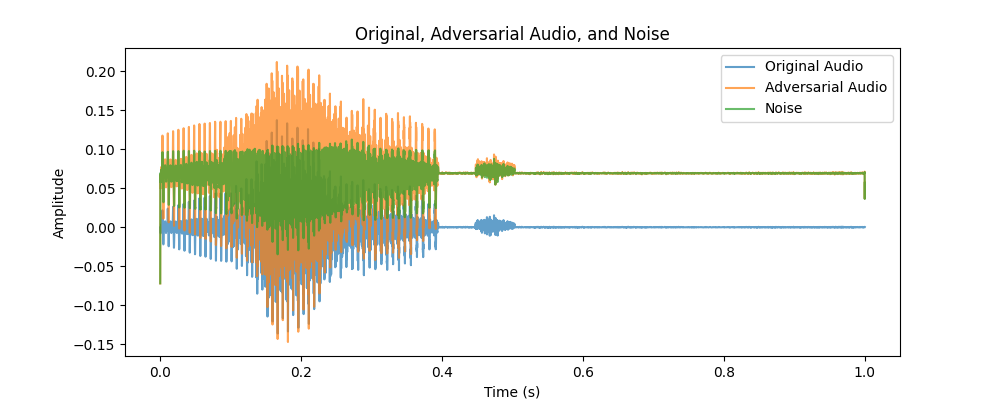 Original, Adversarial Audio, and Noise
Original Audio
Adversarial Audio
Noise
Amplitude
0.20
0.15
0.10
0.05
0.00
−0.05
−0.10
−0.15
0.0 0.2 0.4 0.6 0.8 1.0
Time (s)